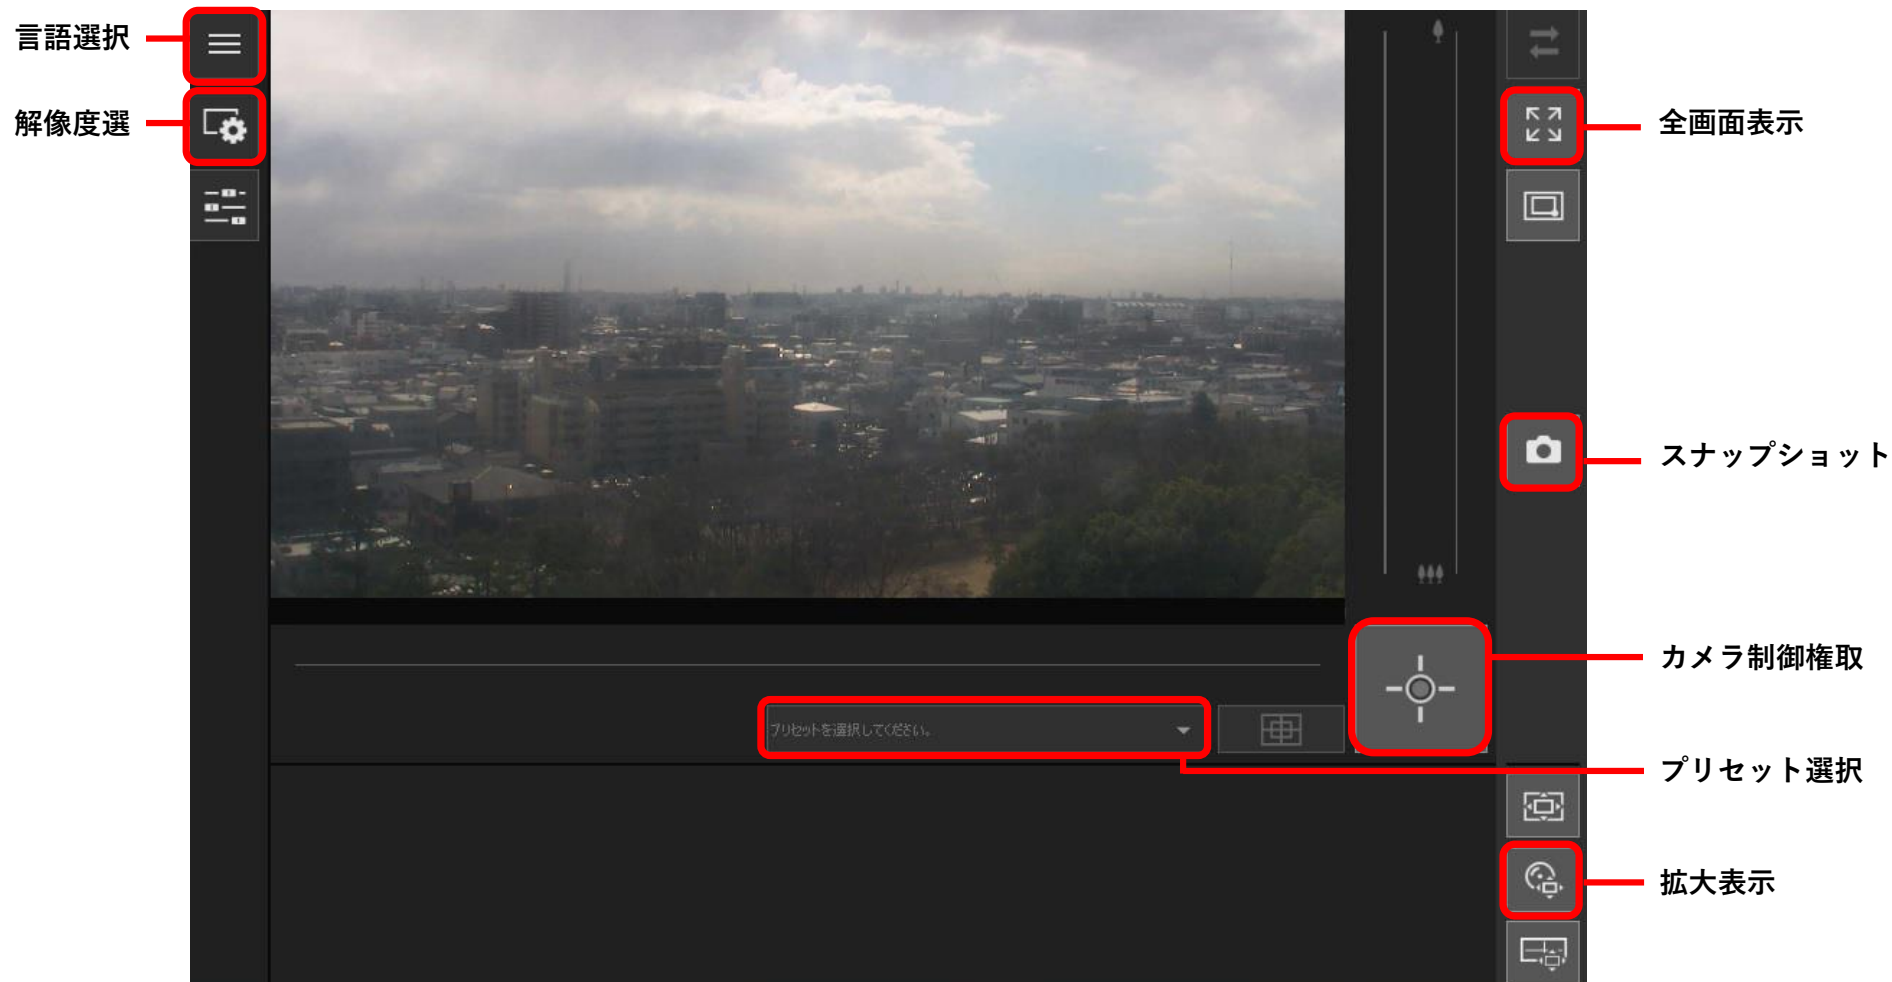 言語選択
解像度選
全画面表示
スナップショット
カメラ制御権取
プリセットを選択してください。
プリセット選択
拡大表示